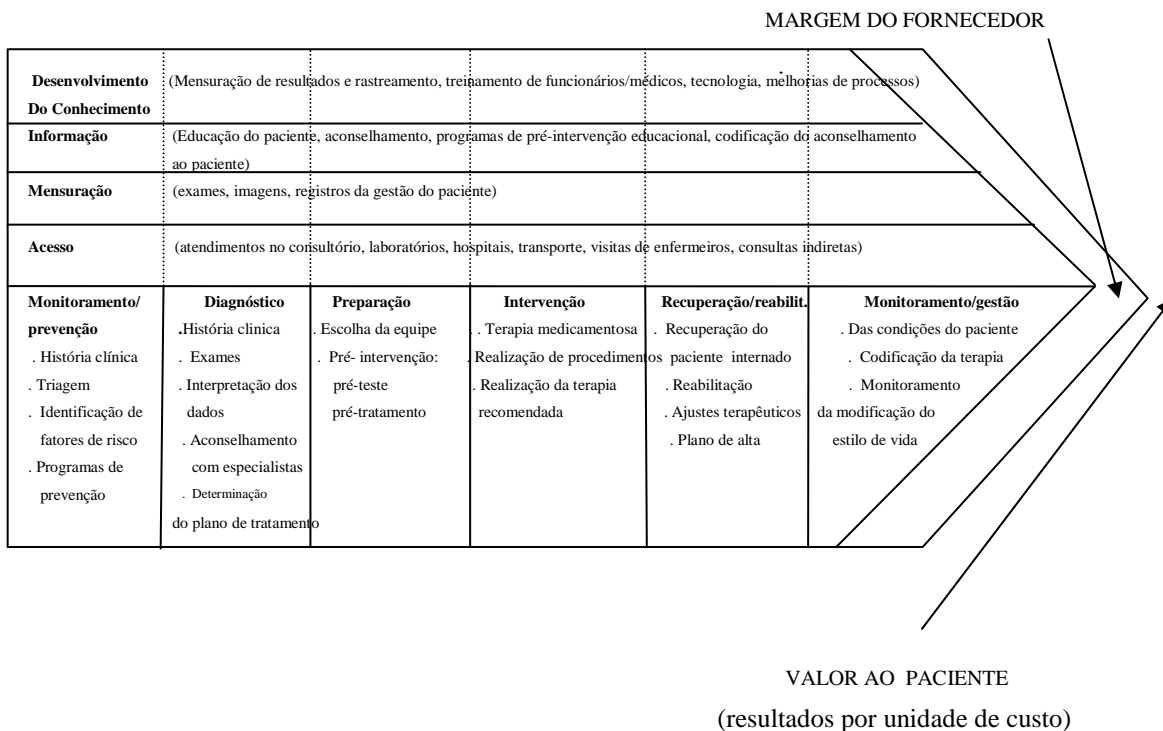 MARGEM DO FORNECEDOR
Desenvolvimento
Do Conhecimento
(Mensuração de resultados e rastreamento, treinamento de funcionários/médicos, tecnologia, melhorias de processos)
Informação
(Educação do paciente, aconselhamento, programas de pré-intervenção educacional, codificação do aconselhamento
ao paciente)
Mensuração
(exames, imagens, registros da gestão do paciente)
Acesso
(atendimentos no consultório, laboratórios, hospitais, transporte, visitas de enfermeiros, consultas indiretas)
Monitoramento/
prevenção
. História clínica
. Triagem
. Identificação de
fatores de risco
. Programas de
prevenção
Diagnóstico
.História clinica
. Exames
. Interpretação dos
dados
. Aconselhamento
com especialistas
. Determinação
do plano de tratamento
Preparação
. Escolha da equipe
. Pré- intervenção:
pré-teste
pré-tratamento
Intervenção
. . Terapia medicamentosa
. Realização de procedimentos
. Realização da terapia
recomendada
Recuperação/reabilit.
. Recuperação do
paciente internado
. Reabilitação
. Ajustes terapêuticos
. Plano de alta
Monitoramento/gestão
. Das condições do paciente
. Codificação da terapia
. Monitoramento
da modificação do
estilo de vida
VALOR AO PACIENTE
(resultados por unidade de custo)